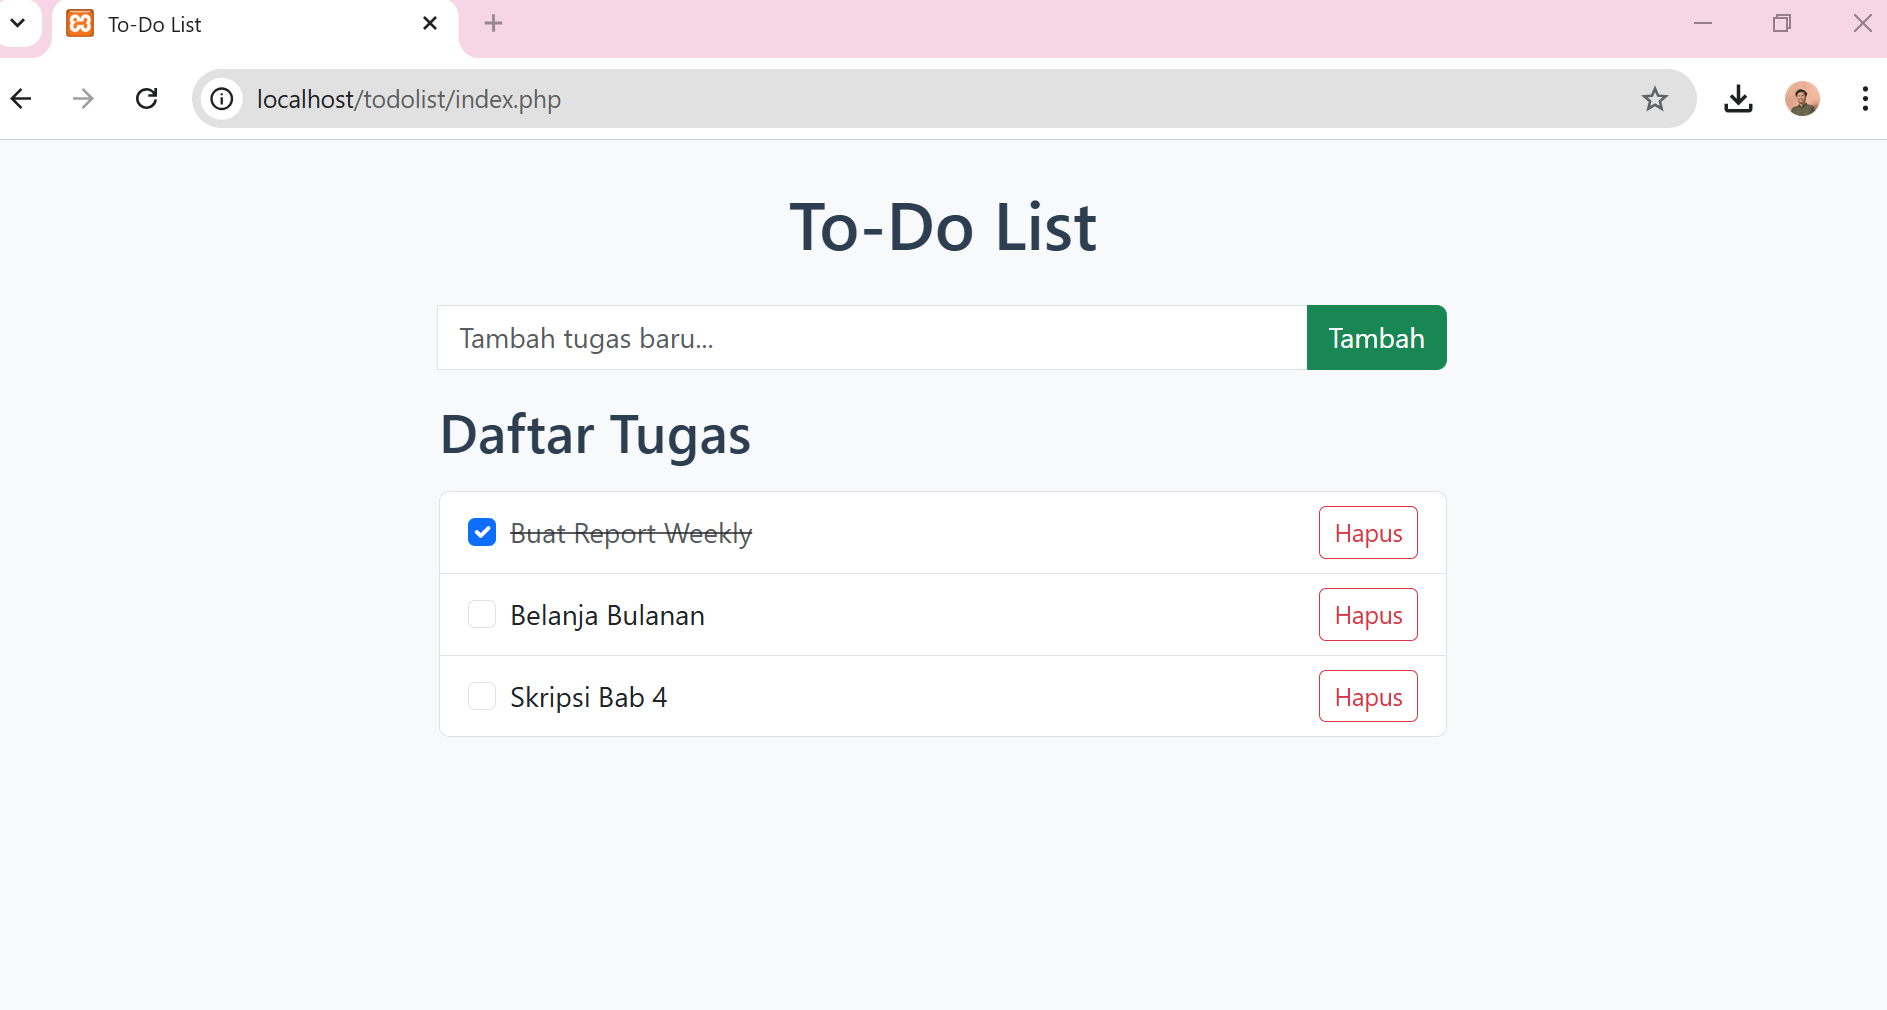 To-Do List
localhost/todolist/index.php
To-Do List
Tambah tugas baru...
Tambah
Daftar Tugas
Buat Report Weekly
Hapus
Belanja Bulanan
Hapus
Skripsi Bab 4
Hapus